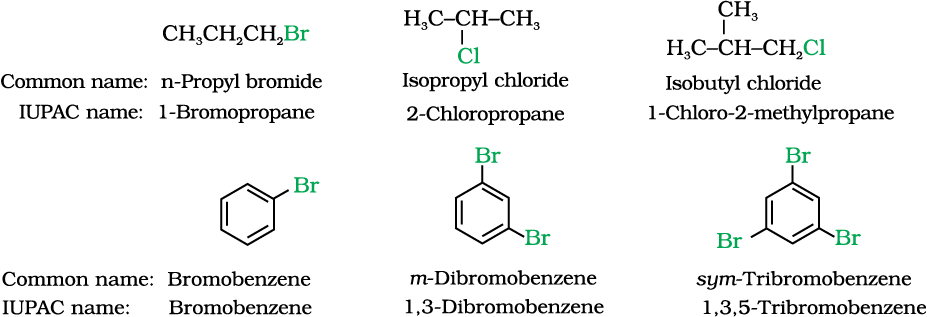 CH₃CH₂CH₂Br
H₃C–CH–CH₃
Cl
CH₃
H₃C–CH–CH₂Cl
Common name: n-Propyl bromide
Isopropyl chloride
Isobutyl chloride
IUPAC name: 1-Bromopropane
2-Chloropropane
1-Chloro-2-methylpropane
Br
Br
Br
Br
Br
Br
Common name: Bromobenzene
m-Dibromobenzene
sym-Tribromobenzene
IUPAC name: Bromobenzene
1,3-Dibromobenzene
1,3,5-Tribromobenzene